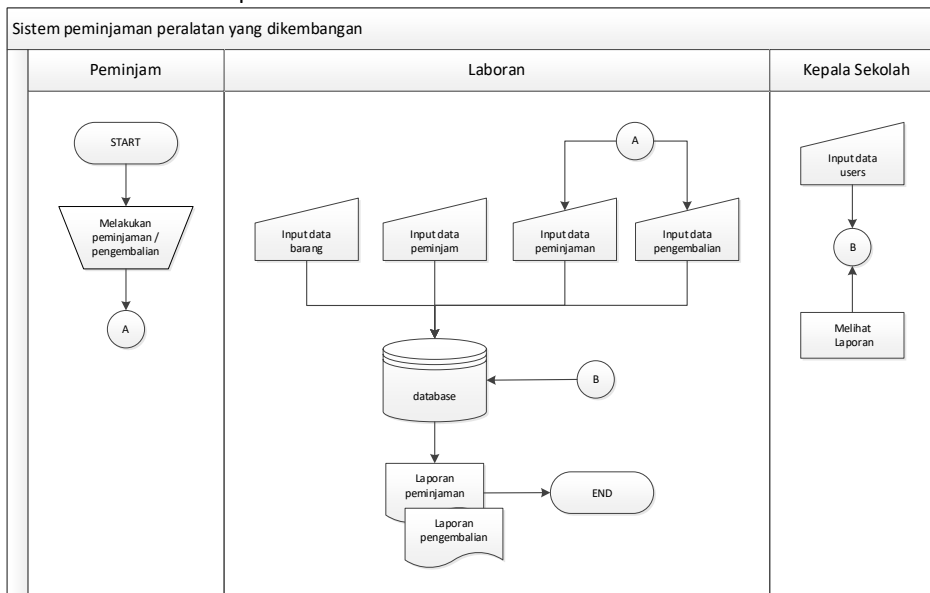 Sistem peminjaman peralatan yang dikembangan
Peminjam
Laboran
Kepala Sekolah
START
Melakukan
peminjaman /
pengembalian
A
A
Input data
barang
Input data
peminjam
Input data
peminjaman
Input data
pengembalian
database
B
Laporan
peminjaman
Laporan
pengembalian
END
Input data
users
B
Melihat
Laporan